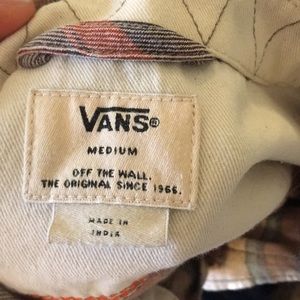 VANS®
MEDIUM
OFF THE WALL.
THE ORIGINAL SINCE 1966.
MADE IN
INDIA